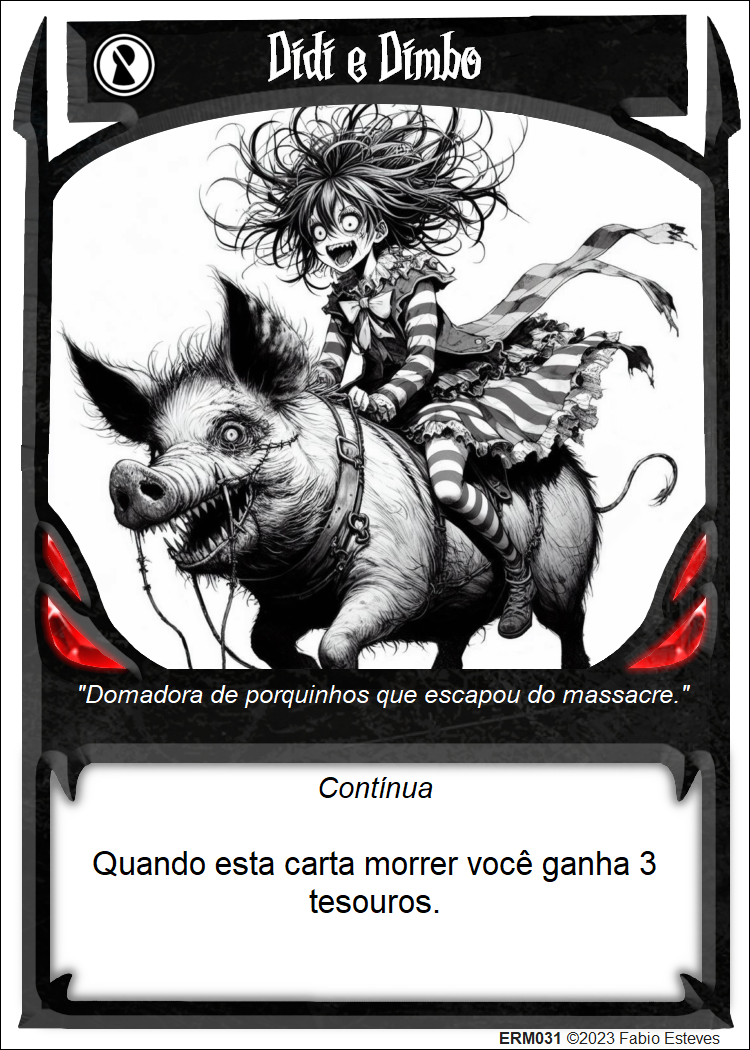 Didi e Dimbo
"Domadora de porquinhos que escapou do massacre."
Contínua
Quando esta carta morrer você ganha 3
tesouros.
ERM031 ©2023 Fabio Esteves